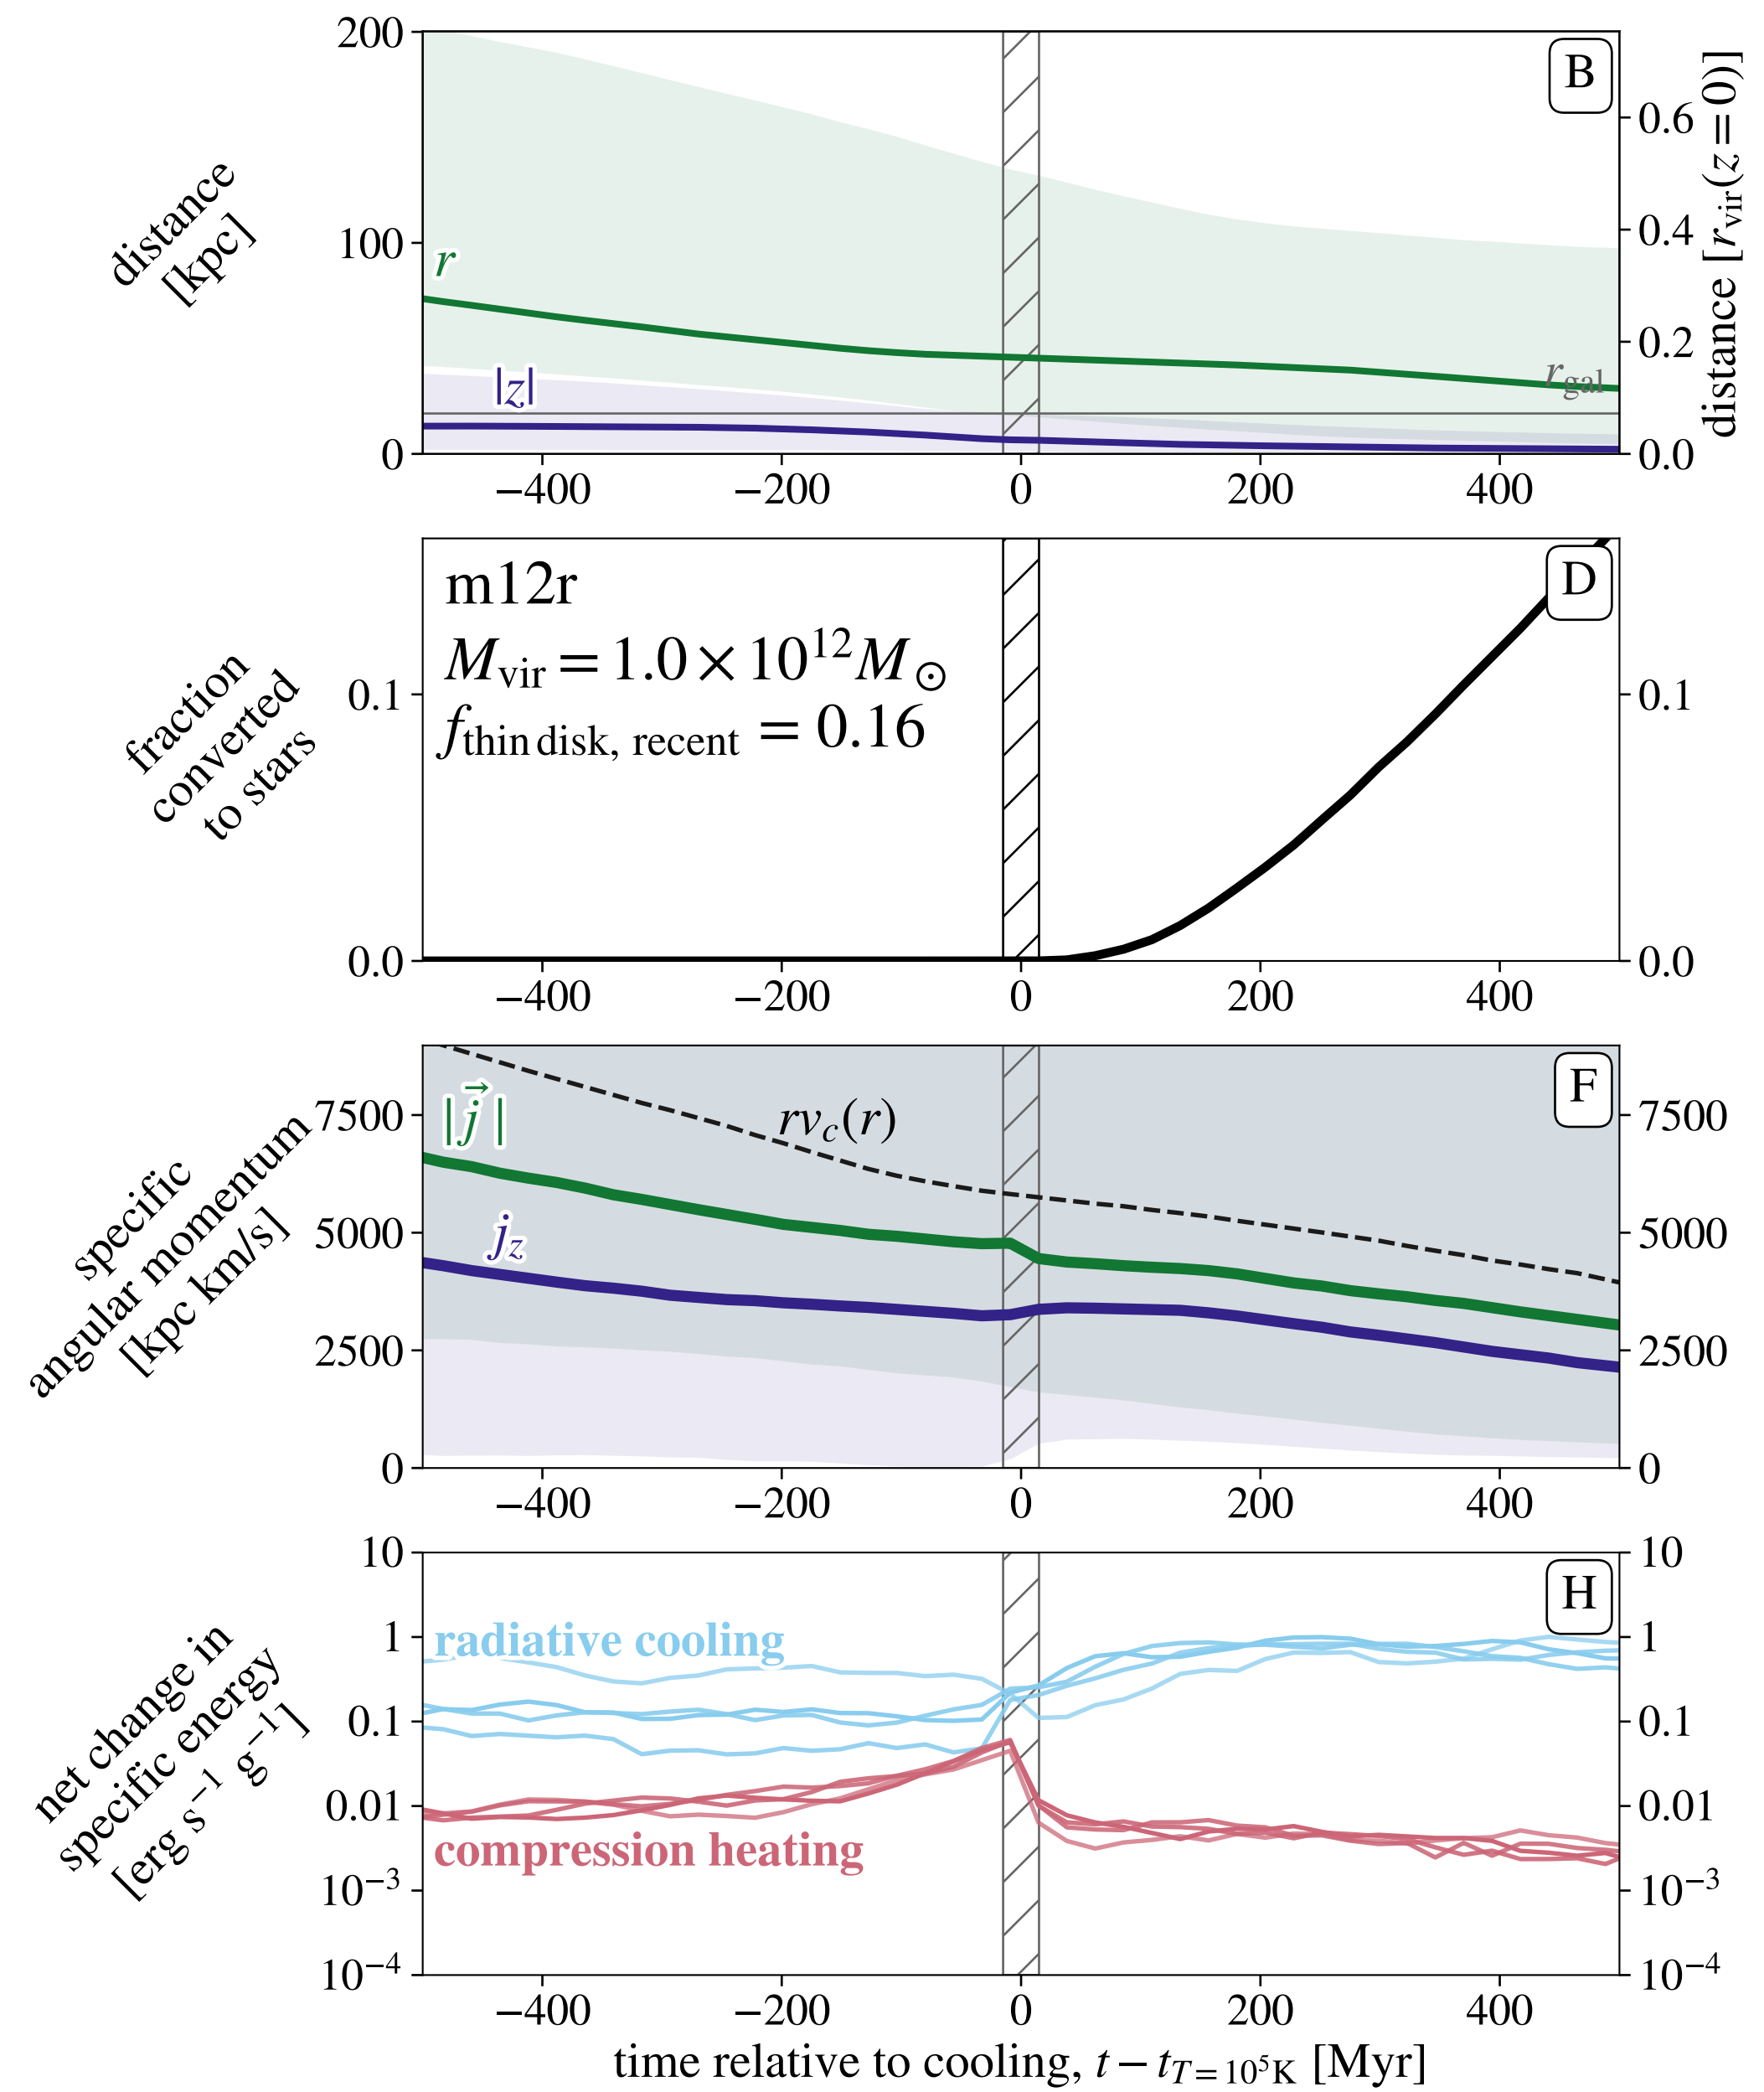 distance
[kpc]
200
100
0
r
|z|
r_gal
B
0.6
0.4
0.2
0.0
distance [r_vir(z = 0)]
−400 −200 0 200 400
fraction
converted
to stars
0.1
0.0
m12r
M_vir = 1.0 × 10^12 M_⊙
f_thin disk, recent = 0.16
D
0.1
0.0
−400 −200 0 200 400
specific
angular momentum
[kpc km/s]
7500
5000
2500
0
|j⃗|
j_z
rv_c(r)
F
7500
5000
2500
0
−400 −200 0 200 400
net change in
specific energy
[erg s^−1 g^−1]
10
1
0.1
0.01
10^−3
10^−4
radiative cooling
compression heating
H
10
1
0.1
0.01
10^−3
10^−4
−400 −200 0 200 400
time relative to cooling, t − t_T = 10^5 K [Myr]